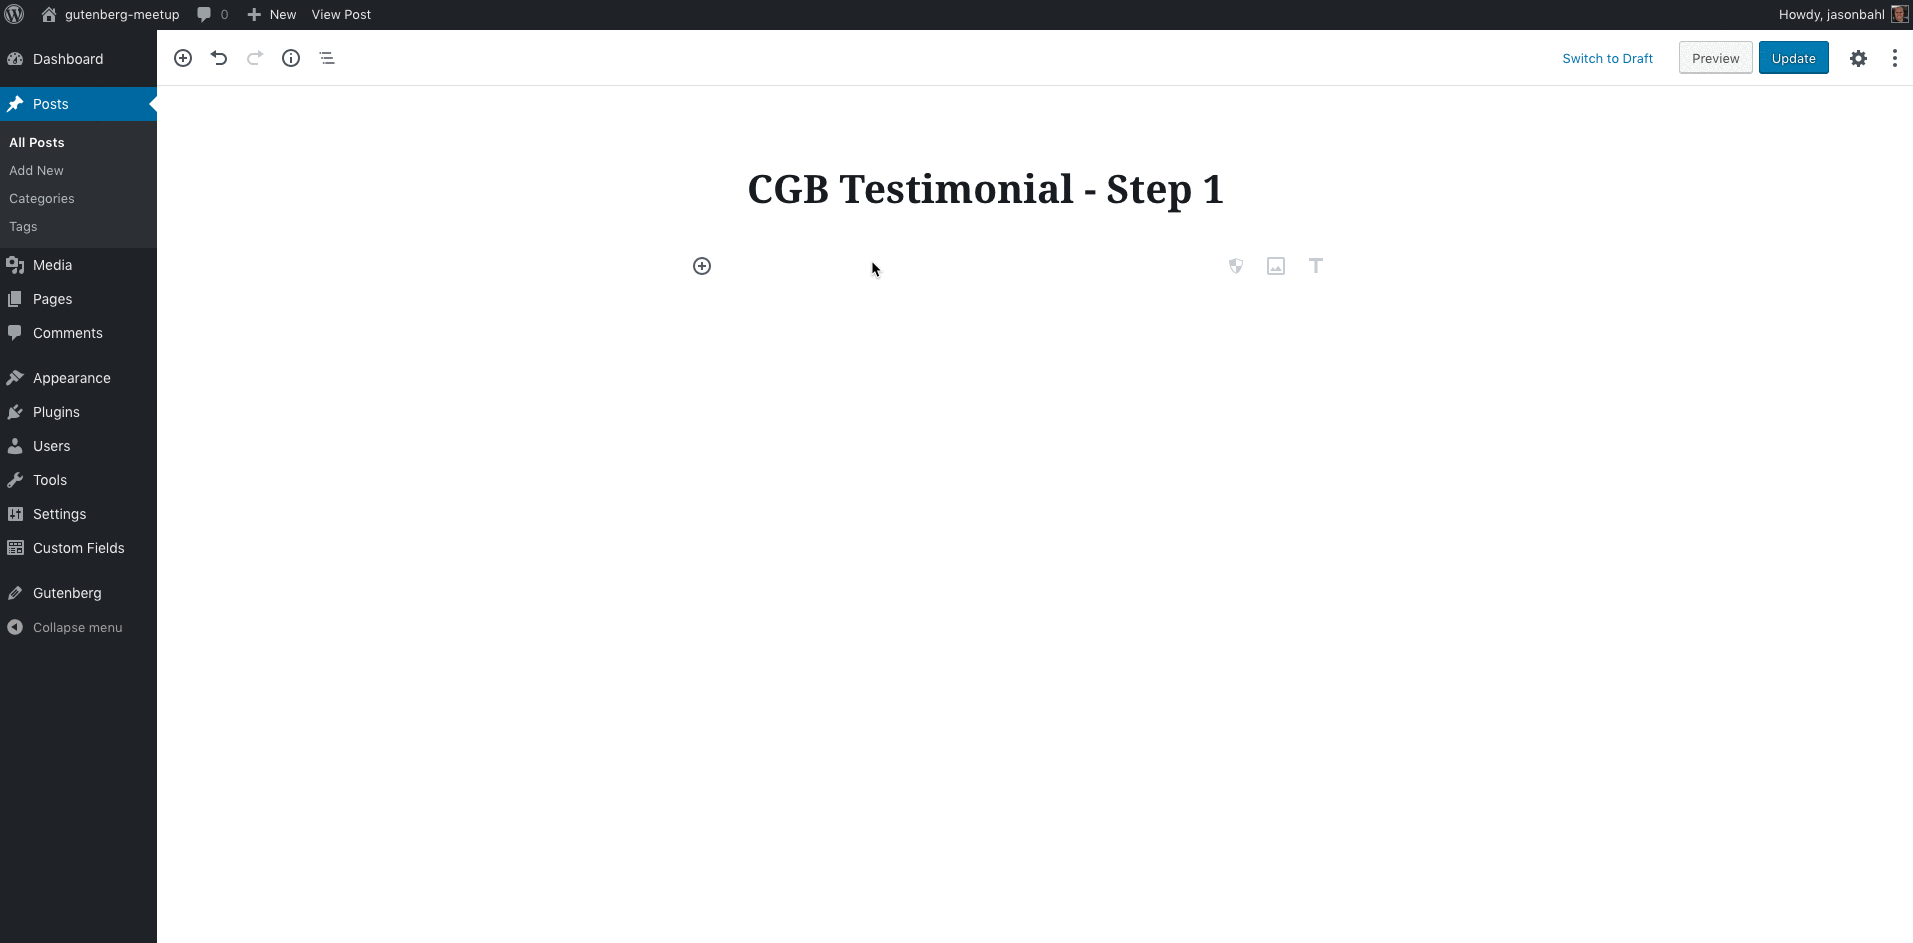 gutenberg-meetup 0 New View Post Howdy, jasonbahl
Dashboard
Posts
All Posts
Add New
Categories
Tags
Media
Pages
Comments
Appearance
Plugins
Users
Tools
Settings
Custom Fields
Gutenberg
Collapse menu
Switch to Draft Preview Update
CGB Testimonial - Step 1